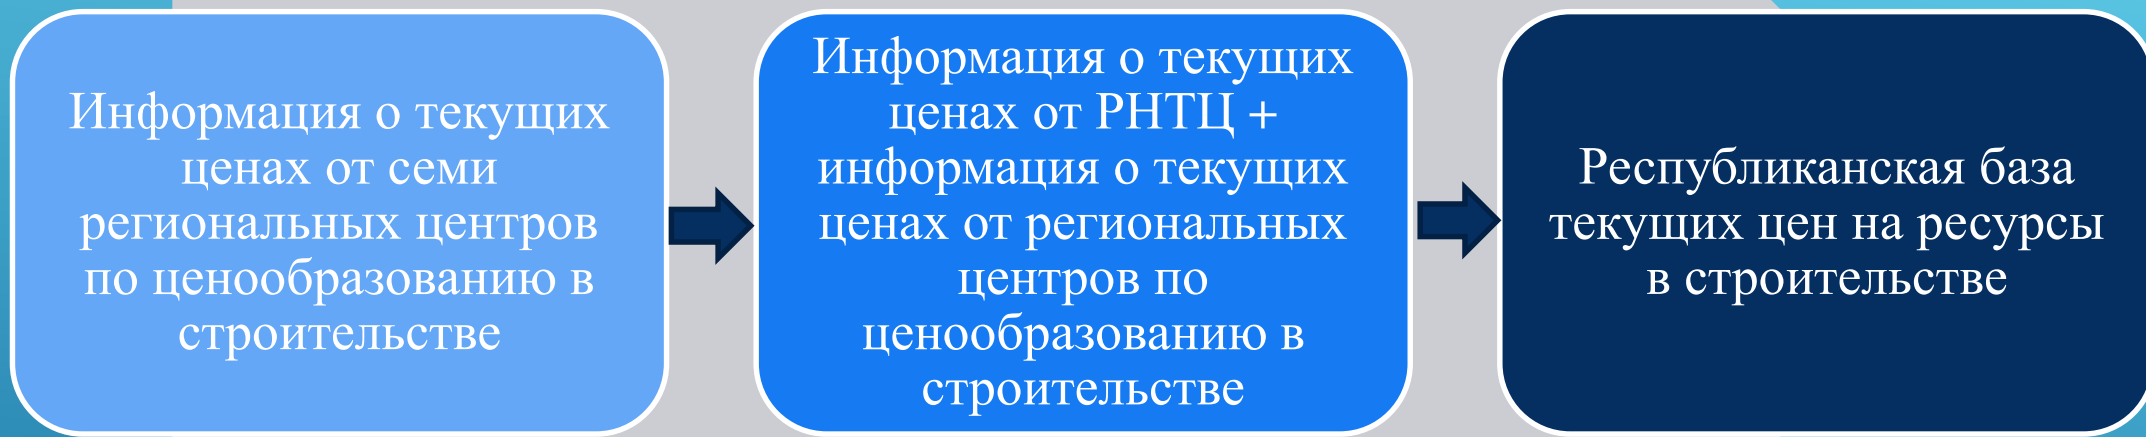 Информация о текущих
ценах от семи
региональных центров
по ценообразованию в
строительстве
Информация о текущих
ценах от РНТЦ +
информация о текущих
ценах от региональных
центров по
ценообразованию в
строительстве
Республиканская база
текущих цен на ресурсы
в строительстве